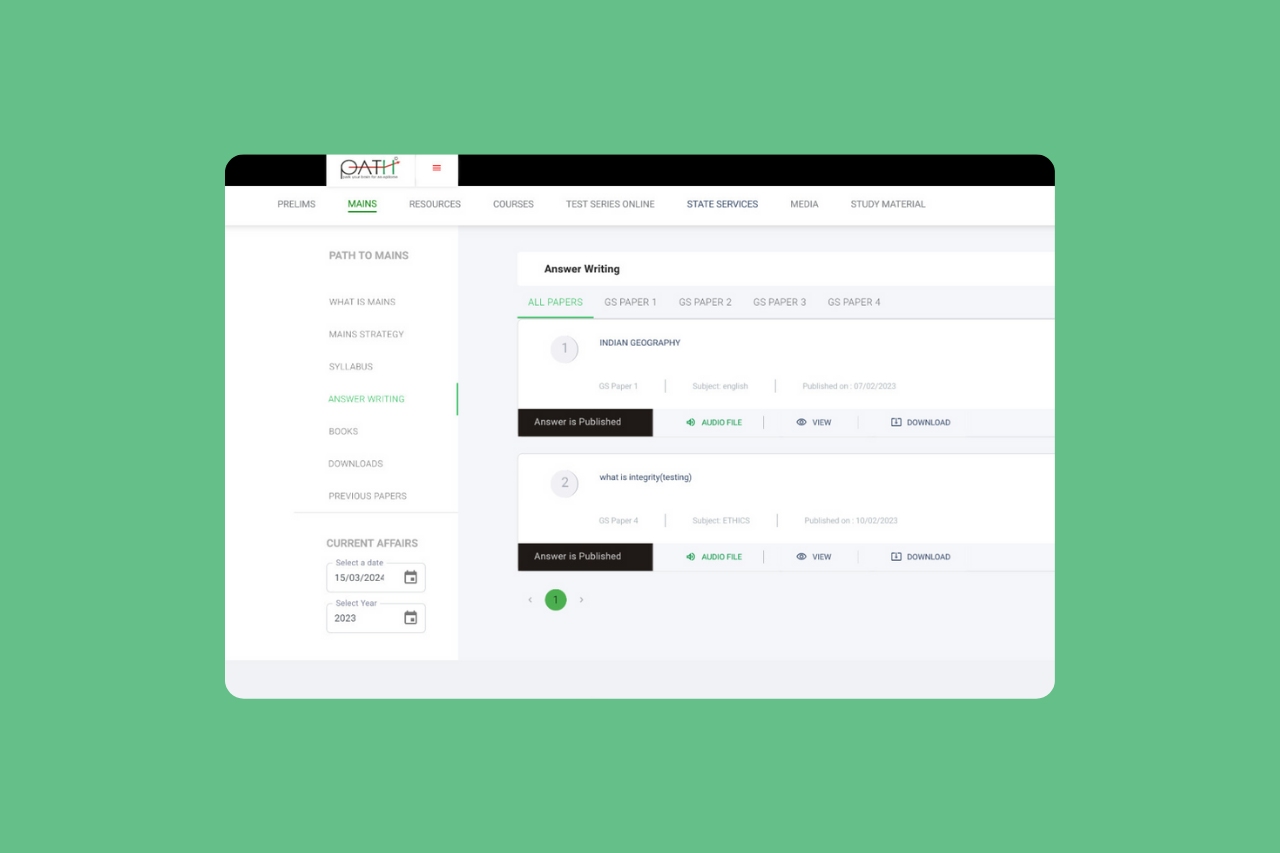 PATH
PRELIMS MAINS RESOURCES COURSES TEST SERIES ONLINE STATE SERVICES MEDIA STUDY MATERIAL
PATH TO MAINS
WHAT IS MAINS
MAINS STRATEGY
SYLLABUS
ANSWER WRITING
BOOKS
DOWNLOADS
PREVIOUS PAPERS
CURRENT AFFAIRS
Select a date
15/03/2024
Select Year
2023
Answer Writing
ALL PAPERS GS PAPER 1 GS PAPER 2 GS PAPER 3 GS PAPER 4
1 INDIAN GEOGRAPHY
GS Paper 1 Subject: english Published on : 07/02/2023
Answer is Published AUDIO FILE VIEW DOWNLOAD
2 what is integrity(testing)
GS Paper 4 Subject: ETHICS Published on : 10/02/2023
Answer is Published AUDIO FILE VIEW DOWNLOAD
‹ 1 ›